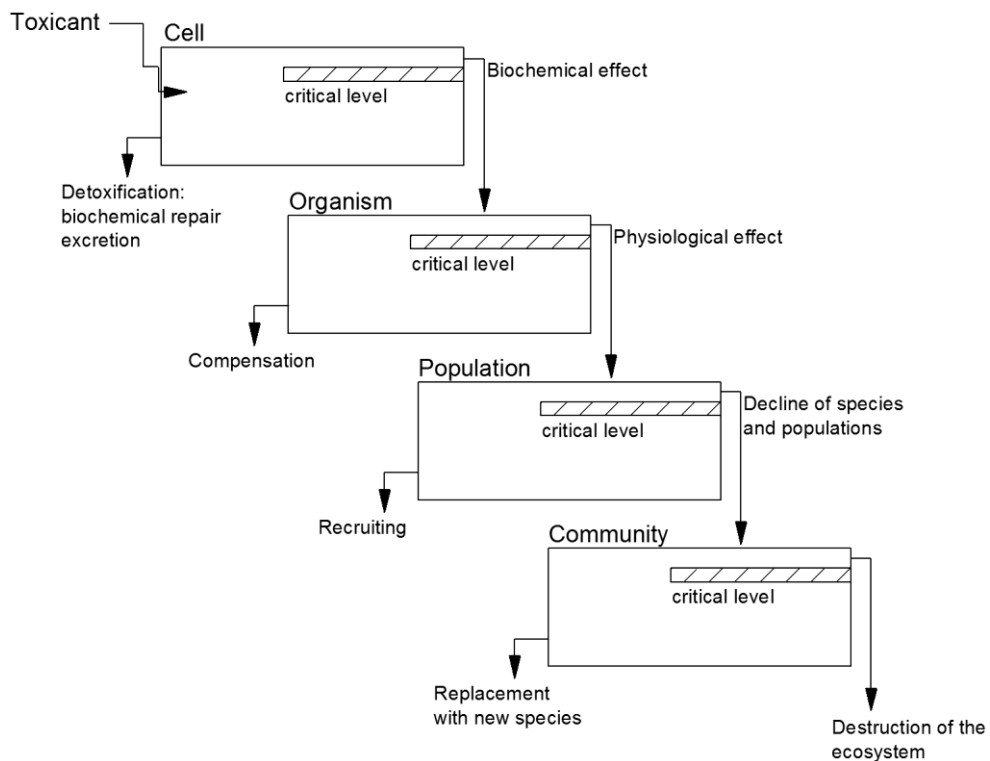 Toxicant
Cell
Biochemical effect
critical level
Detoxification:
biochemical repair
excretion
Organism
Physiological effect
critical level
Compensation
Population
Decline of species
and populations
critical level
Recruiting
Community
critical level
Replacement
with new species
Destruction of the
ecosystem